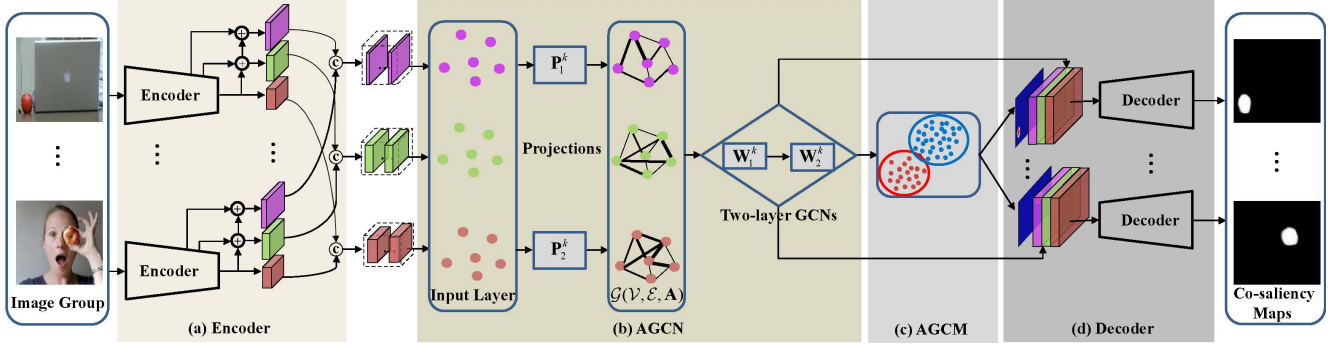 Image Group
Encoder
Encoder
(a) Encoder
+
+
+
+
C
C
C
Input Layer
P₁ᵏ
Projections
P₂ᵏ
G(V, E, A)
W₁ᵏ
W₂ᵏ
Two-layer GCNs
(b) AGCN
(c) AGCM
Decoder
Decoder
(d) Decoder
Co-saliency
Maps